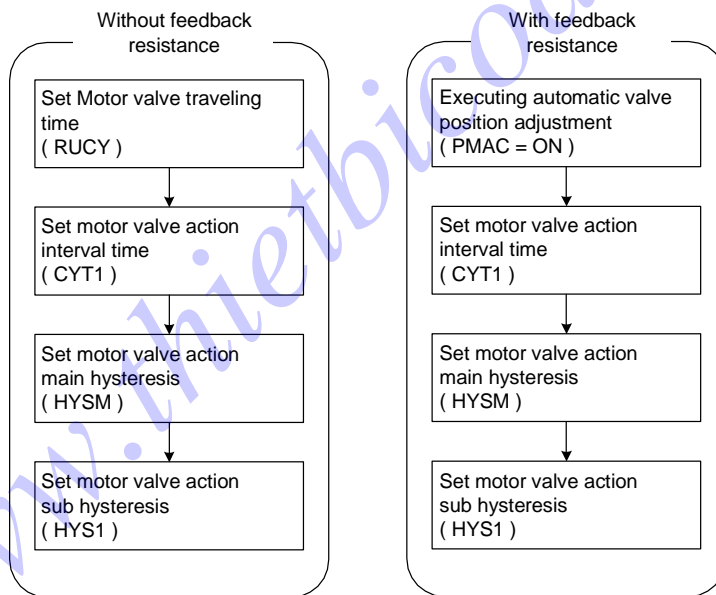 Without feedback
resistance
Set Motor valve traveling
time
( RUCY )
Set motor valve action
interval time
( CYT1 )
Set motor valve action
main hysteresis
( HYSM )
Set motor valve action
sub hysteresis
( HYS1 )
With feedback
resistance
Executing automatic valve
position adjustment
( PMAC = ON )
Set motor valve action
interval time
( CYT1 )
Set motor valve action
main hysteresis
( HYSM )
Set motor valve action
sub hysteresis
( HYS1 )